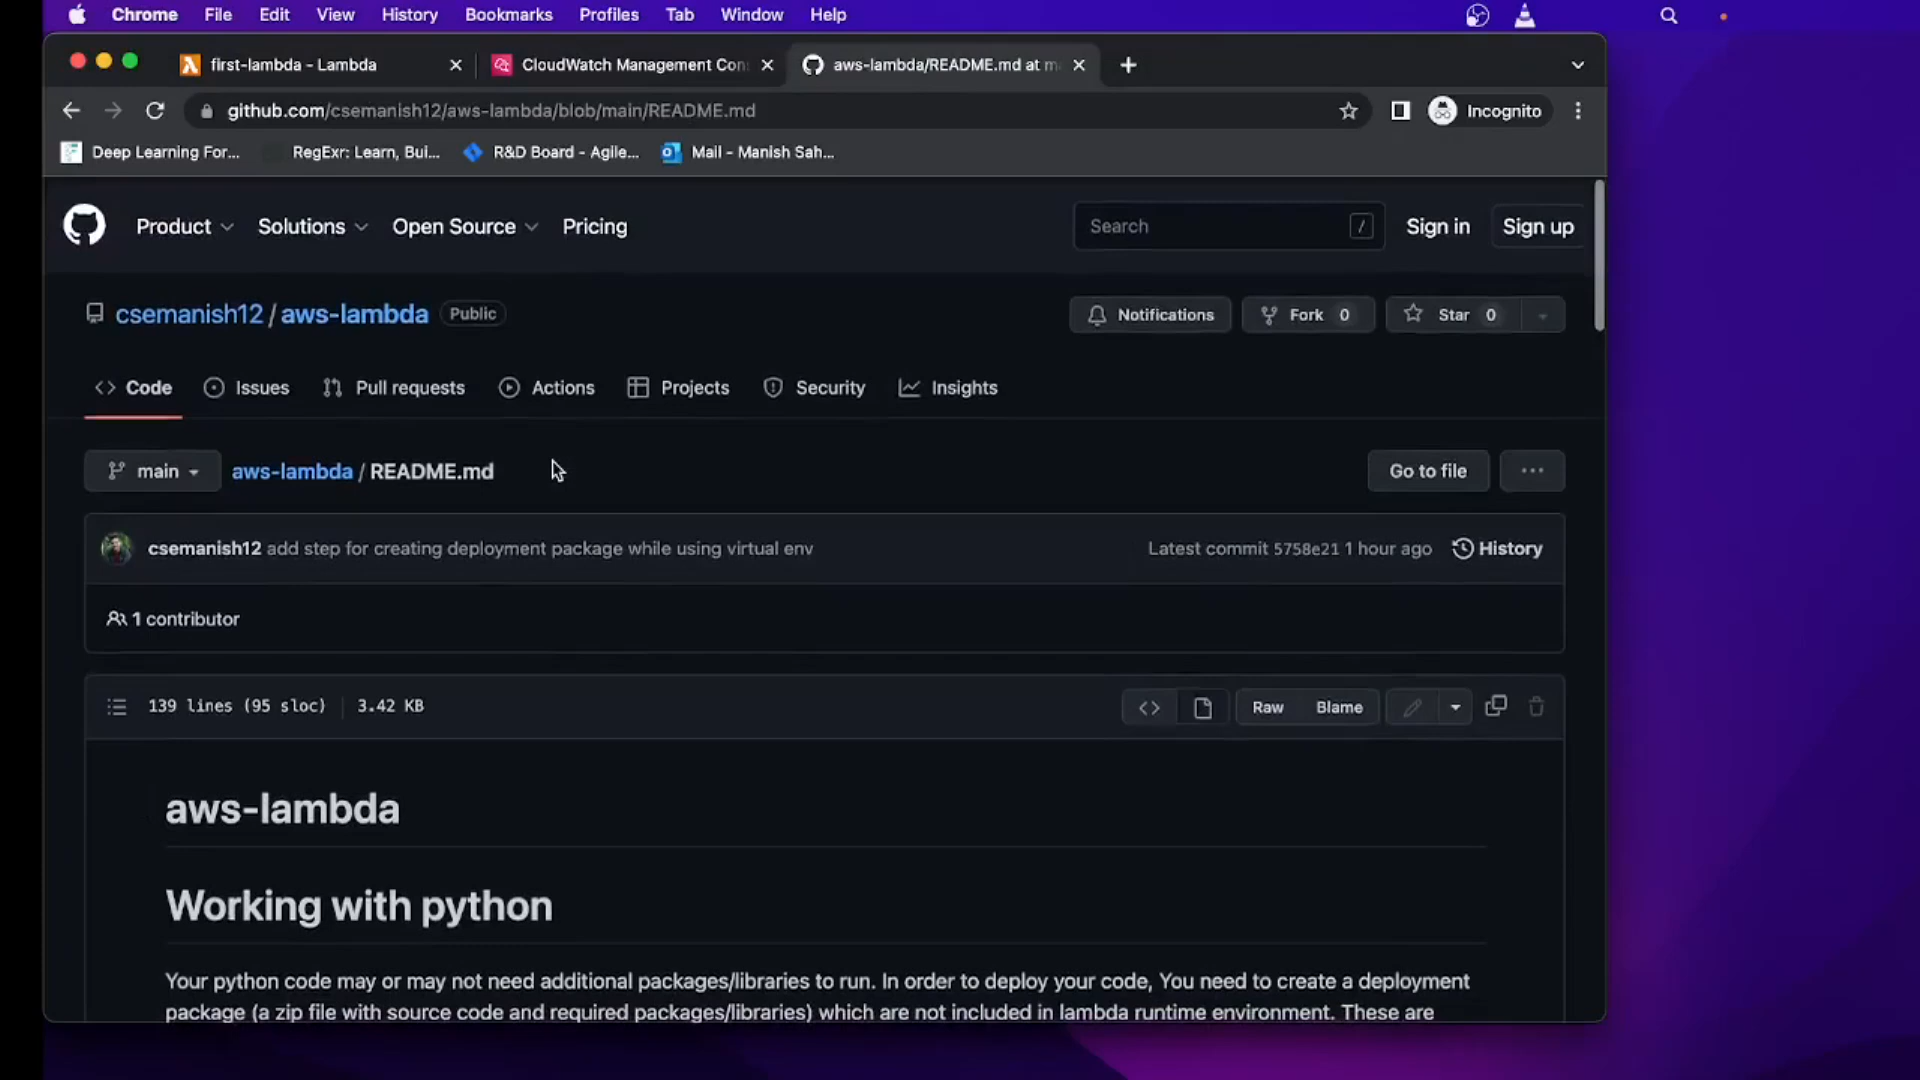 Chrome File Edit View History Bookmarks Profiles Tab Window Help
first-lambda - Lambda
CloudWatch Management Con
aws-lambda/README.md at m
github.com/csemanish12/aws-lambda/blob/main/README.md
Incognito
Deep Learning For...
RegExr: Learn, Bui...
R&D Board - Agile...
Mail - Manish Sah...
Product Solutions Open Source Pricing
Search /
Sign in
Sign up
csemanish12 / aws-lambda Public
Notifications
Fork 0
Star 0
Code Issues Pull requests Actions Projects Security Insights
main
aws-lambda / README.md
Go to file
csemanish12 add step for creating deployment package while using virtual env
Latest commit 5758e21 1 hour ago
History
1 contributor
139 lines (95 sloc) 3.42 KB
Raw Blame
aws-lambda
Working with python
Your python code may or may not need additional packages/libraries to run. In order to deploy your code, You need to create a deployment
package (a zip file with source code and required packages/libraries) which are not included in lambda runtime environment. These are